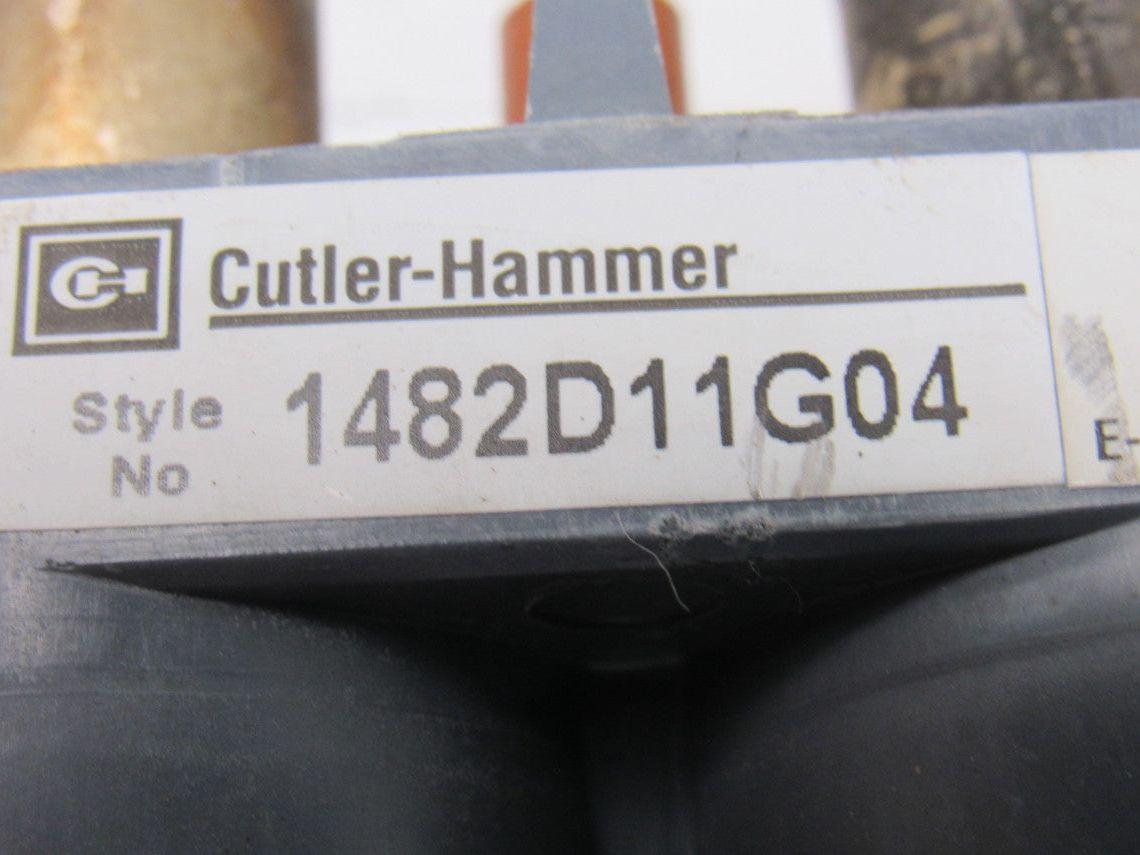 Cutler-Hammer
Style
No
1482D11G04
E-